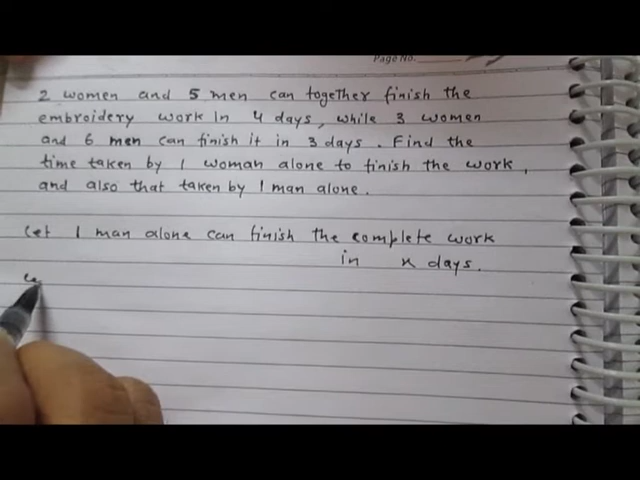 Page No.
2 women and 5 men can together finish the
embroidery work in 4 days, while 3 women
and 6 men can finish it in 3 days. Find the
time taken by 1 woman alone to finish the work,
and also that taken by 1 man alone.
Let 1 man alone can finish the complete work
in x days.
Le